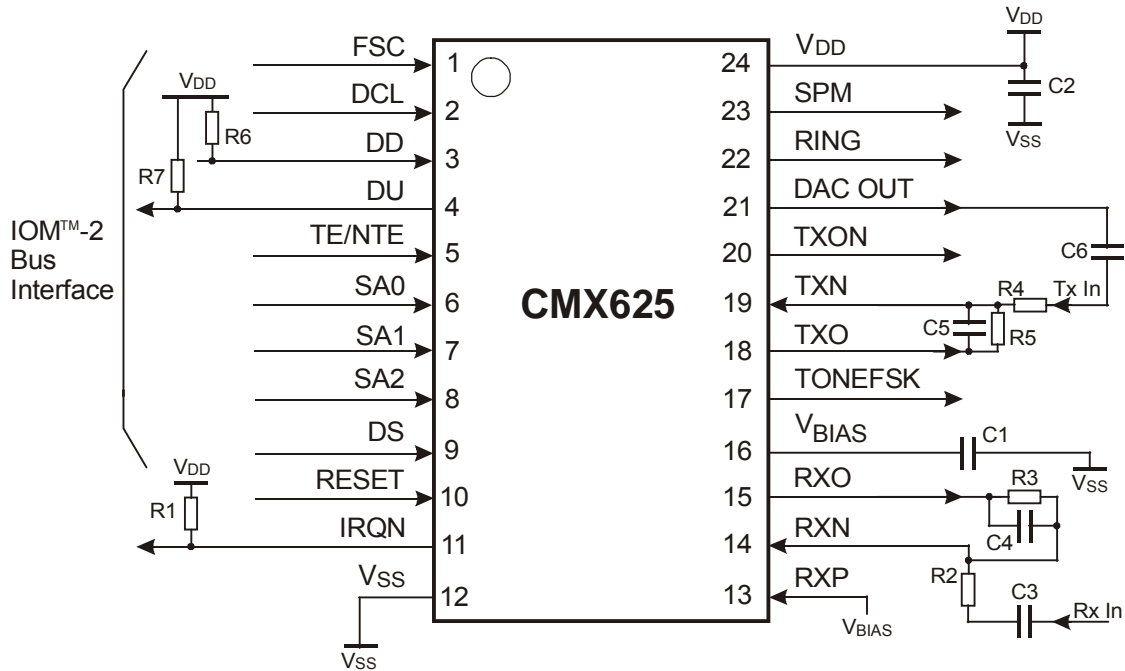 FSC
1
DCL
2
DD
3
DU
4
TE/NTE
5
SA0
6
SA1
7
SA2
8
DS
9
RESET
10
IRQN
11
VSS
12
VSS
VDD
R6
R7
VDD
R1
IOM™-2
Bus
Interface
CMX625
24
VDD
VDD
C2
VSS
23
SPM
22
RING
21
DAC OUT
C6
20
TXON
19
TXN
R4
Tx In
C5
R5
18
TXO
17
TONEFSK
16
VBIAS
C1
VSS
15
RXO
R3
C4
14
RXN
R2
C3
Rx In
13
RXP
VBIAS